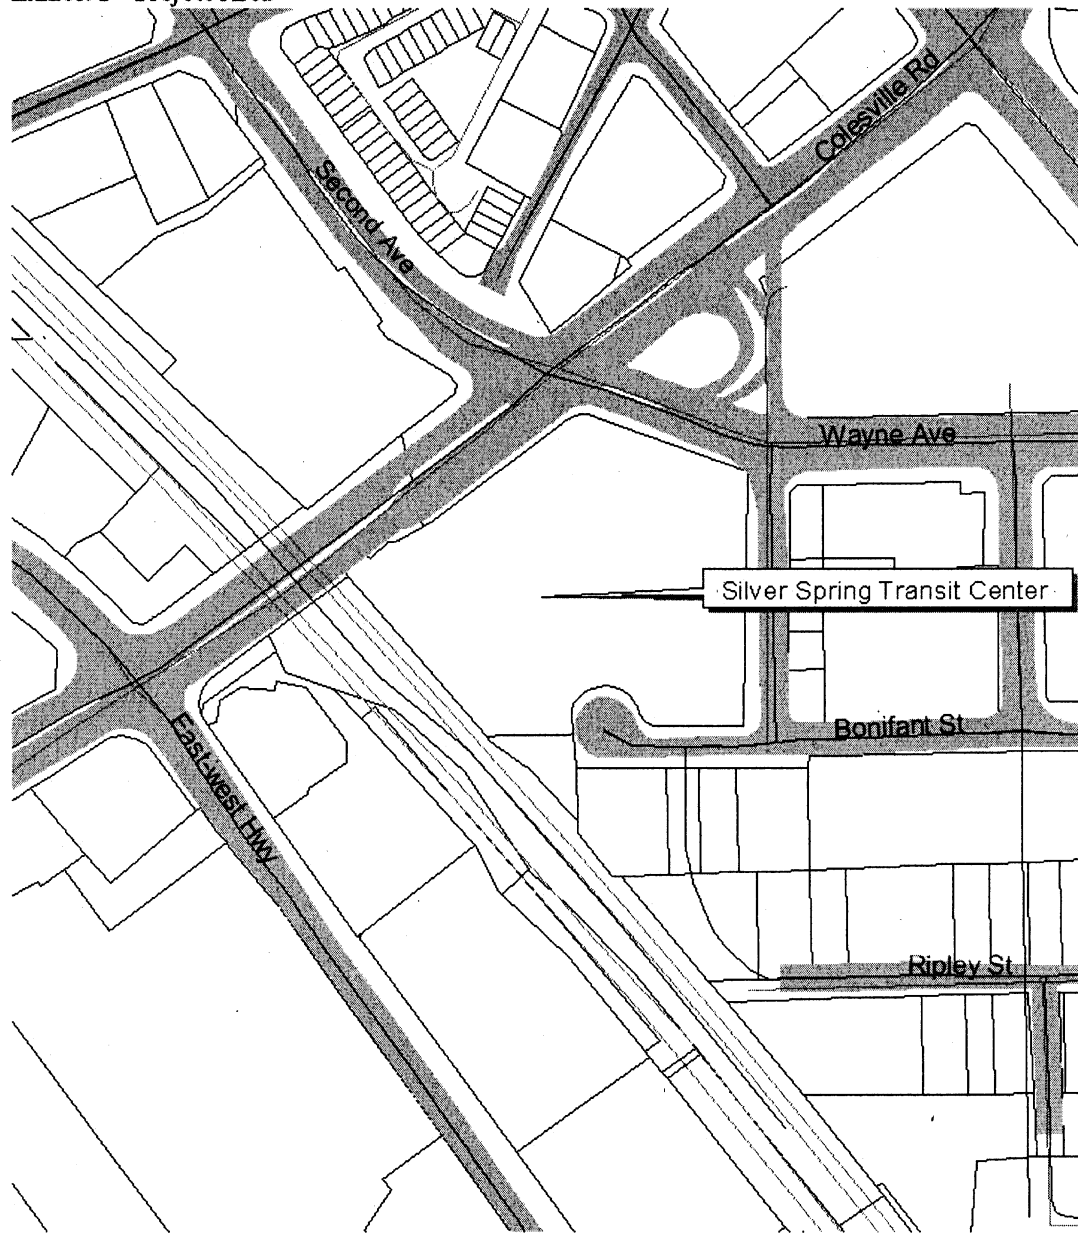 Colesville Rd
Second Ave
Wayne Ave
Silver Spring Transit Center
Bonifant St
East-west Hwy
Ripley St